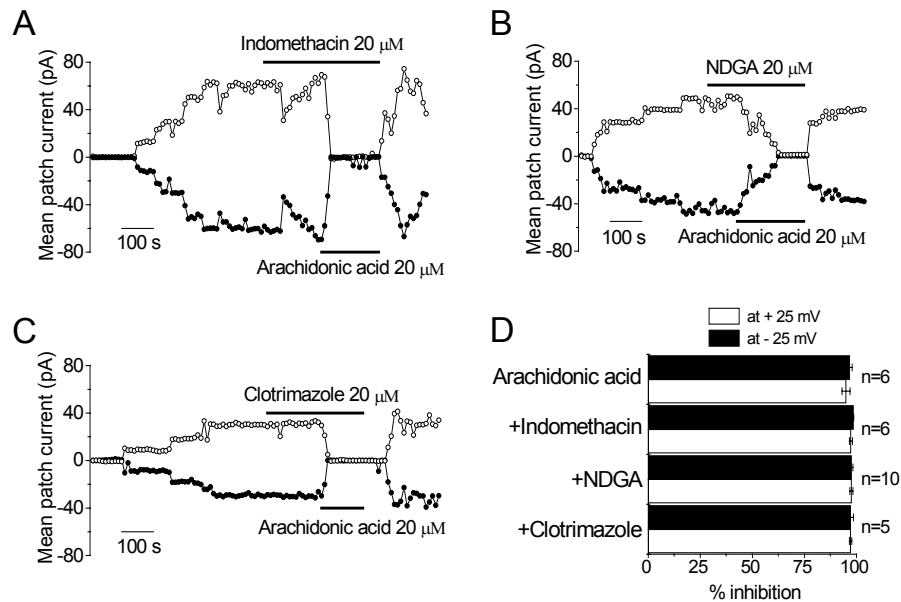 A
Indomethacin 20 μM
Mean patch current (pA)
80
40
0
-40
-80
100 s
Arachidonic acid 20 μM
B
NDGA 20 μM
Mean patch current (pA)
80
40
0
-40
-80
100 s
Arachidonic acid 20 μM
C
Clotrimazole 20 μM
Mean patch current (pA)
80
40
0
-40
-80
100 s
Arachidonic acid 20 μM
D
at + 25 mV
at - 25 mV
Arachidonic acid n=6
+Indomethacin n=6
+NDGA n=10
+Clotrimazole n=5
0 25 50 75 100
% inhibition